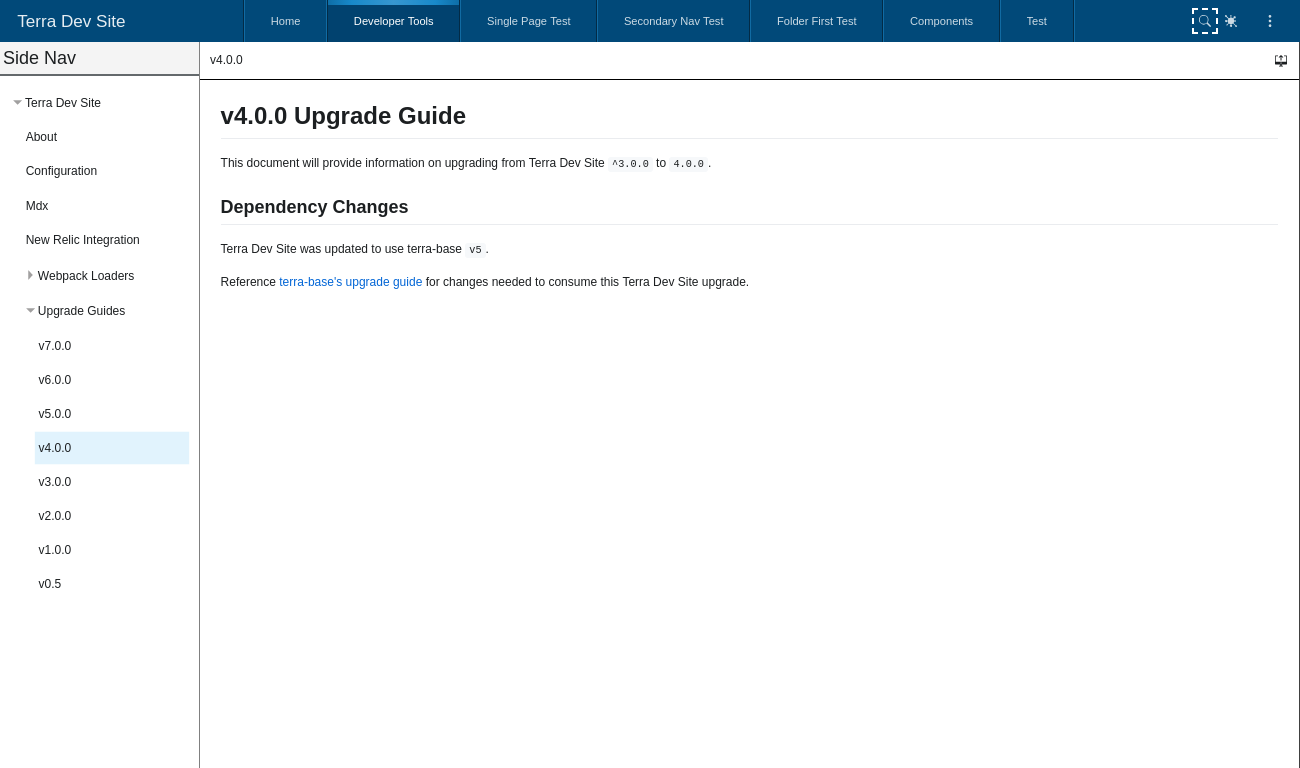 Terra Dev Site
Home
Developer Tools
Single Page Test
Secondary Nav Test
Folder First Test
Components
Test
Side Nav
Terra Dev Site
About
Configuration
Mdx
New Relic Integration
Webpack Loaders
Upgrade Guides
v7.0.0
v6.0.0
v5.0.0
v4.0.0
v3.0.0
v2.0.0
v1.0.0
v0.5
v4.0.0
v4.0.0 Upgrade Guide
This document will provide information on upgrading from Terra Dev Site ^3.0.0 to 4.0.0.
Dependency Changes
Terra Dev Site was updated to use terra-base v5.
Reference terra-base's upgrade guide for changes needed to consume this Terra Dev Site upgrade.